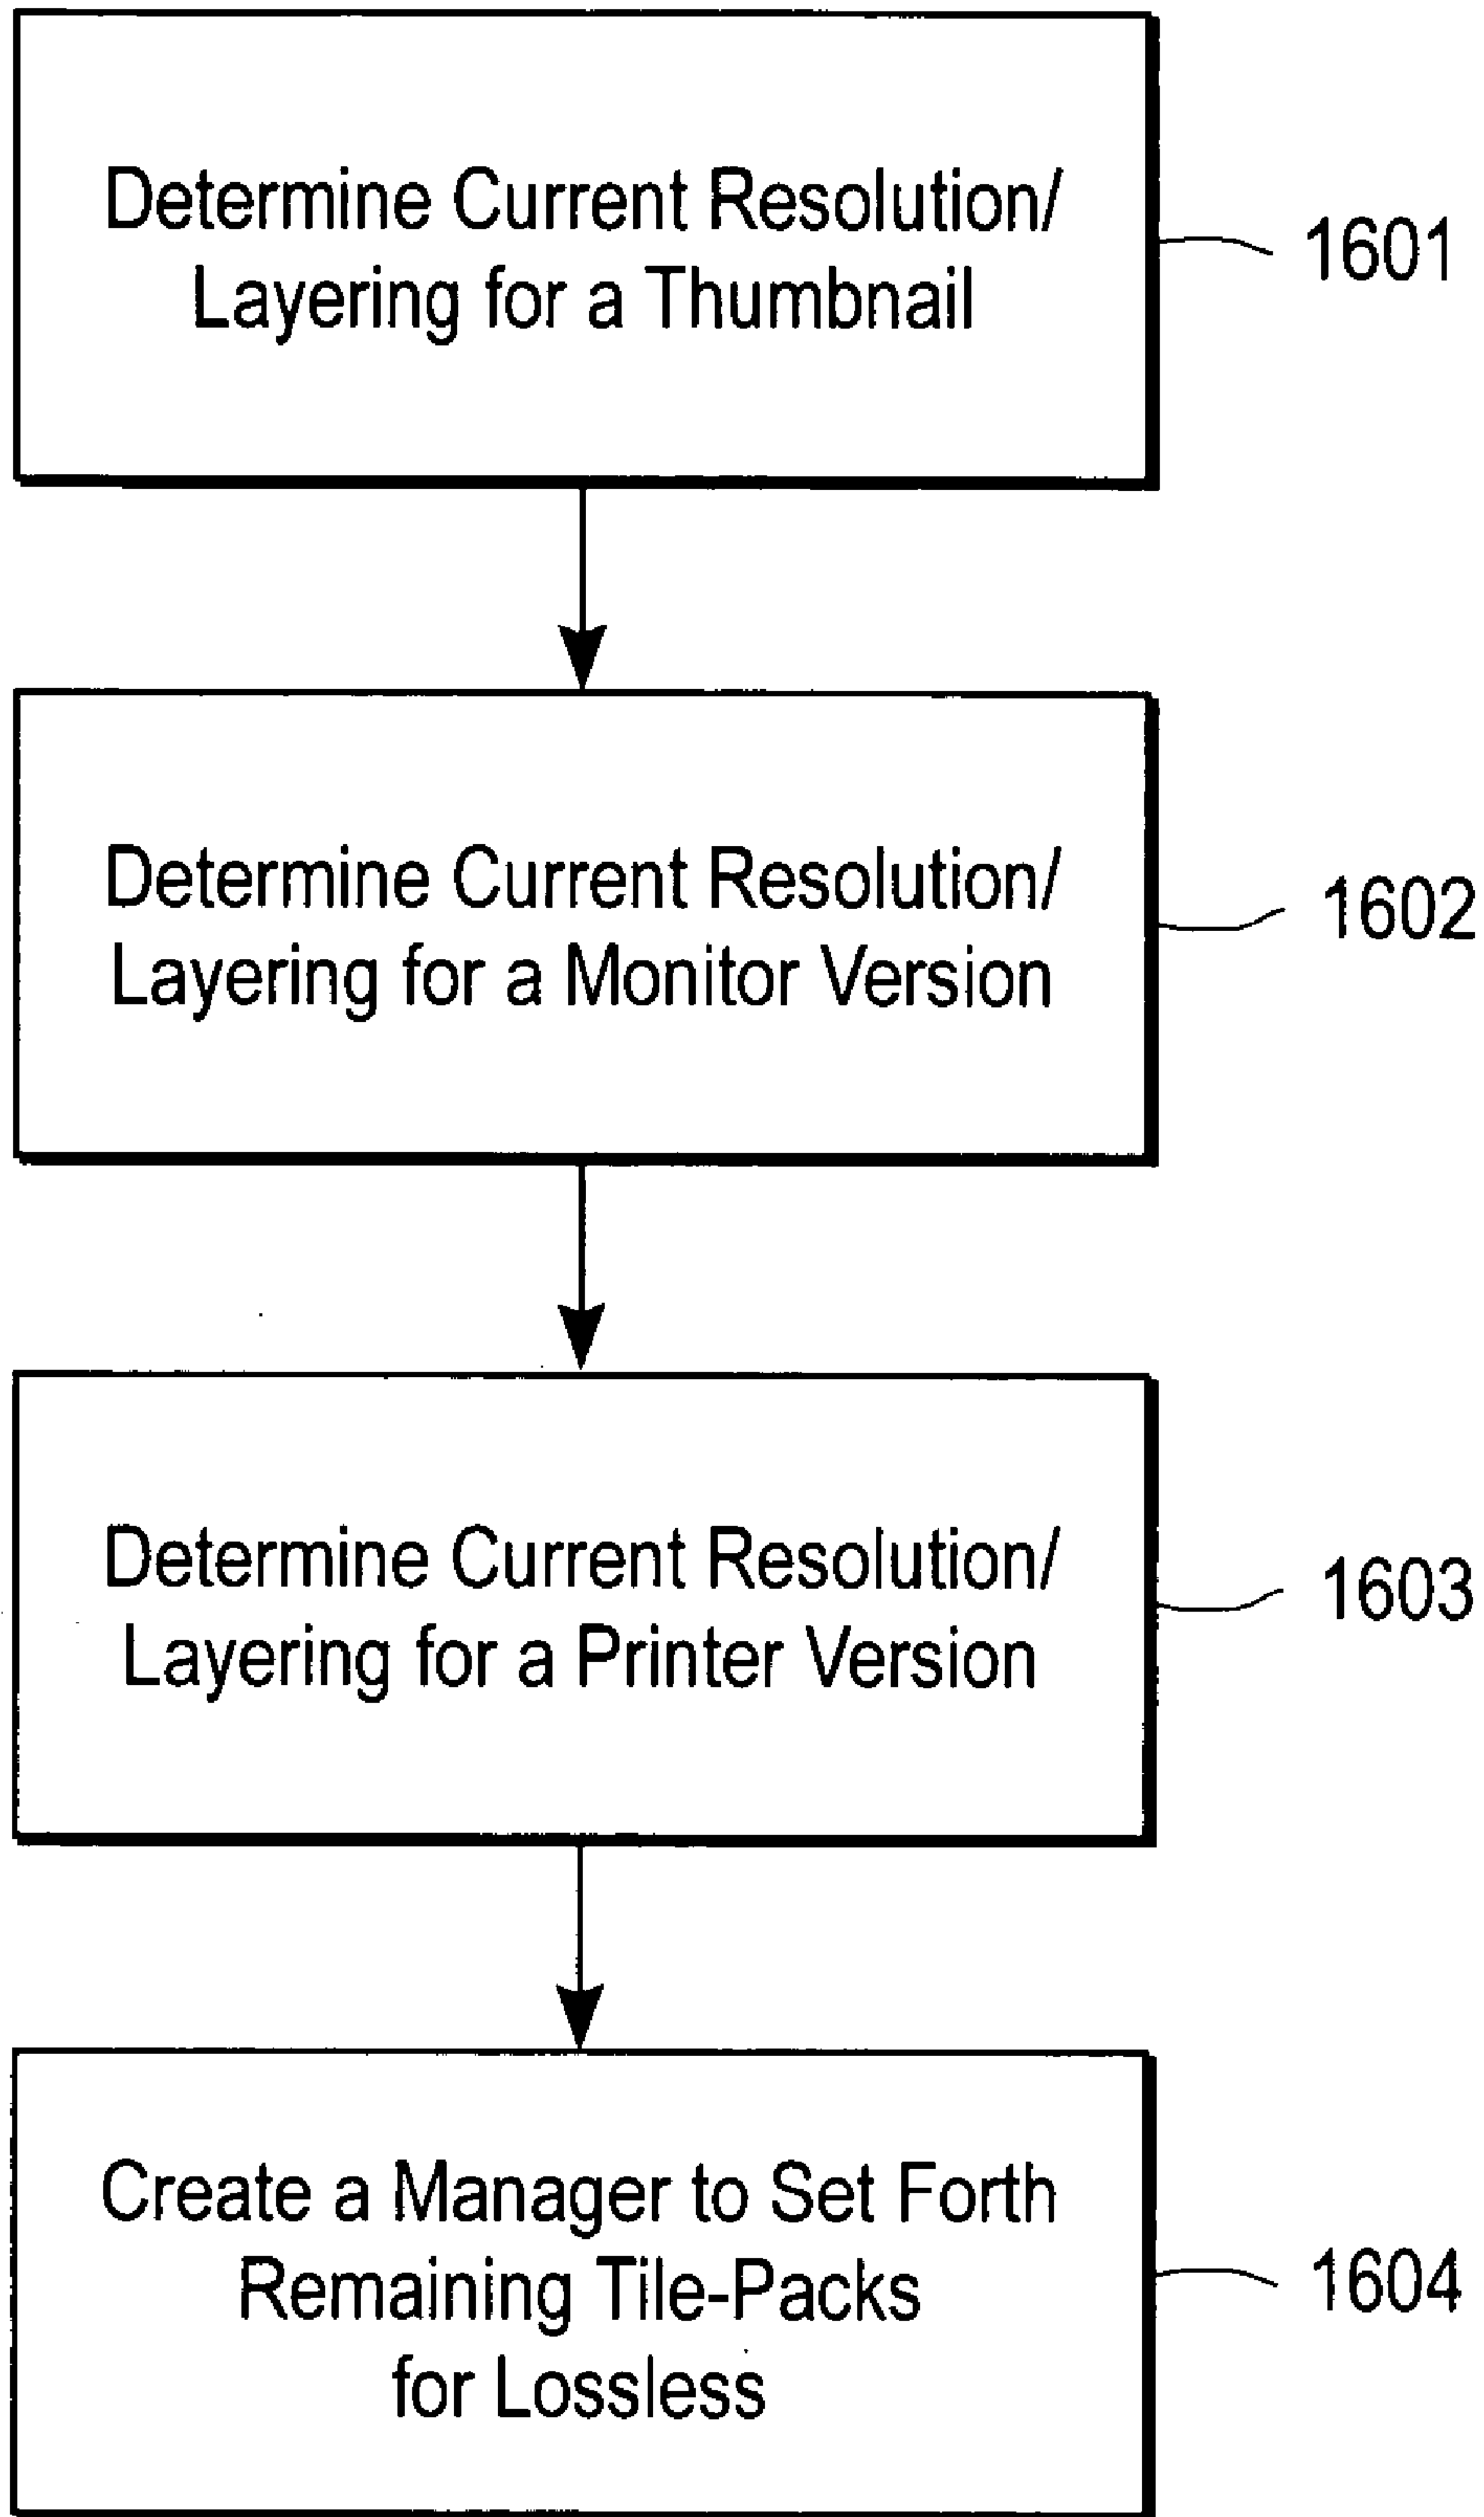 Determine Current Resolution/
Layering for a Thumbnail
1601
Determine Current Resolution/
Layering for a Monitor Version
1602
Determine Current Resolution/
Layering for a Printer Version
1603
Create a Manager to Set Forth
Remaining Tile-Packs
for Lossless
1604